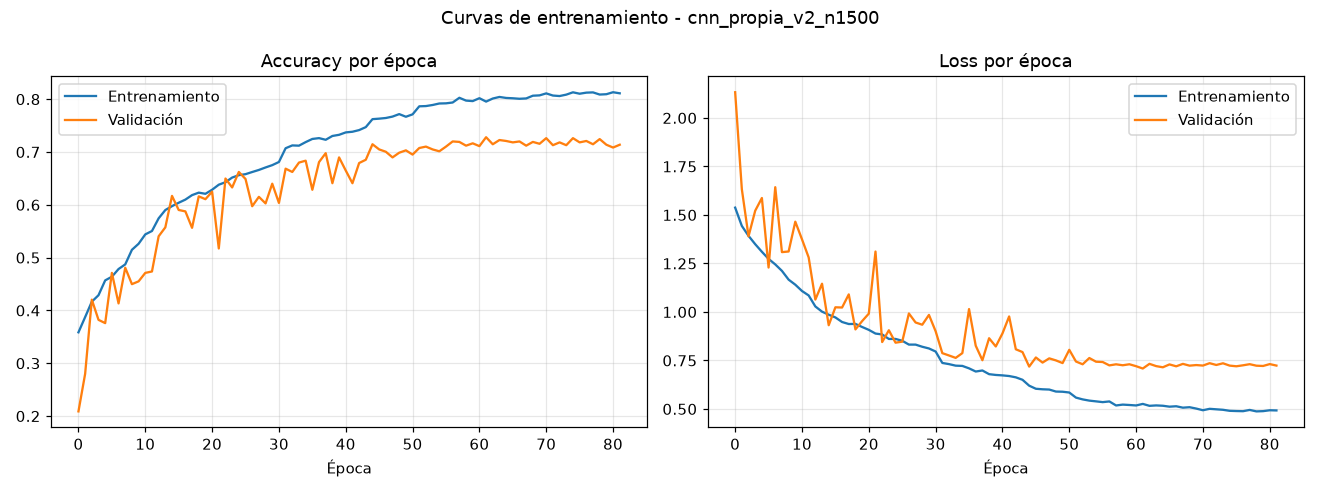 Curvas de entrenamiento - cnn_propia_v2_n1500
Accuracy por época
Entrenamiento
Validación
0.8
0.7
0.6
0.5
0.4
0.3
0.2
0 10 20 30 40 50 60 70 80
Época
Loss por época
Entrenamiento
Validación
2.00
1.75
1.50
1.25
1.00
0.75
0.50
0 10 20 30 40 50 60 70 80
Época